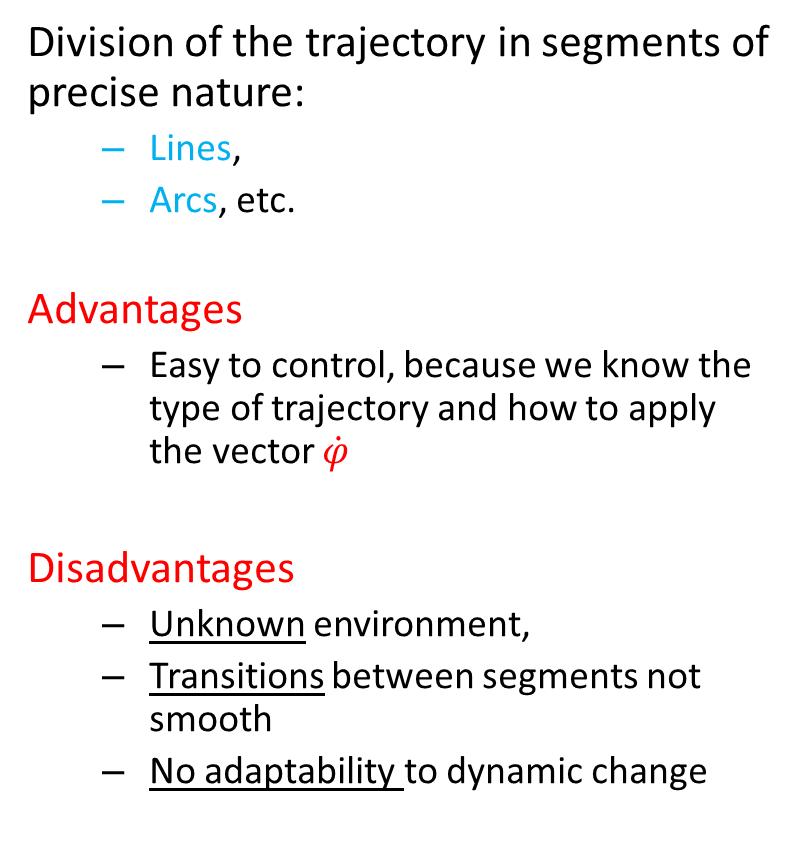 Division of the trajectory in segments of
precise nature:
– Lines,
– Arcs, etc.
Advantages
– Easy to control, because we know the
type of trajectory and how to apply
the vector φ̇
Disadvantages
– Unknown environment,
– Transitions between segments not
smooth
– No adaptability to dynamic change